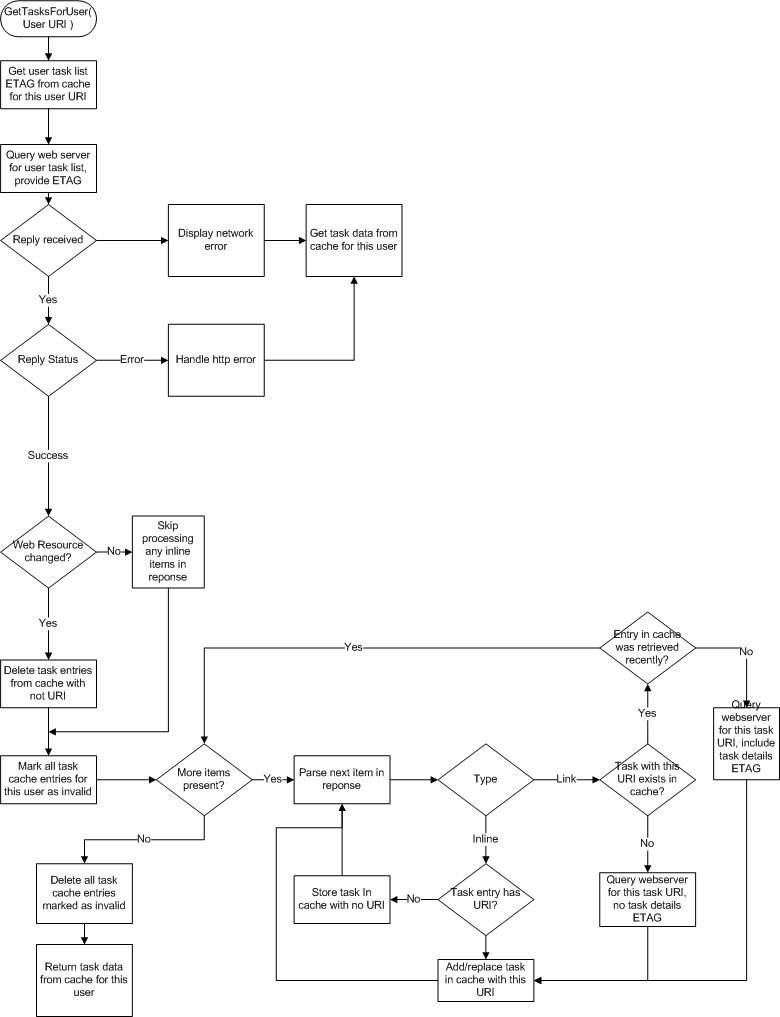 GetTasksForUser(
User URI )
Get user task list
ETAG from cache
for this user URI
Query web server
for user task list,
provide ETAG
Reply received
Display network
error
Get task data from
cache for this user
Yes
Reply Status
Error
Handle http error
Success
Web Resource
changed?
No
Skip
processing
any inline
items in
reponse
Yes
Delete task entries
from cache with
not URI
Mark all task
cache entries for
this user as invalid
More items
present?
Yes
Parse next item in
reponse
Type
Link
Task with this
URI exists in
cache?
Yes
Entry in cache
was retrieved
recently?
Yes
No
Query
webserver
for this task
URI, include
task details
ETAG
No
Query webserver
for this task URI,
no task details
ETAG
Inline
Task entry has
URI?
No
Store task In
cache with no URI
Add/replace task
in cache with this
URI
No
Delete all task
cache entries
marked as invalid
Return task data
from cache for this
user